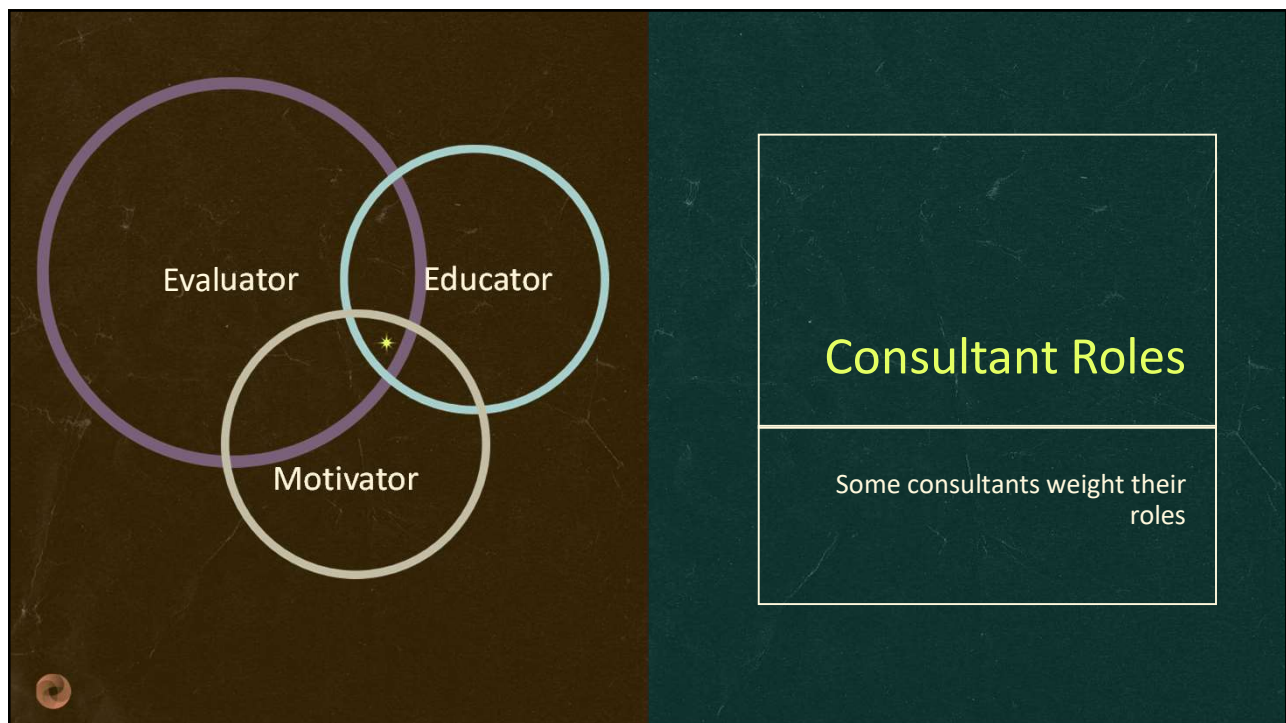 Evaluator
Educator
Motivator
Consultant Roles
Some consultants weight their
roles